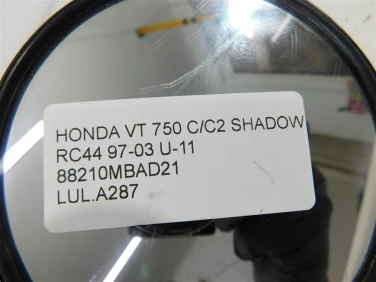 HONDA VT 750 C/C2 SHADOW
RC44 97-03 U-11
88210MBAD21
LUL.A287